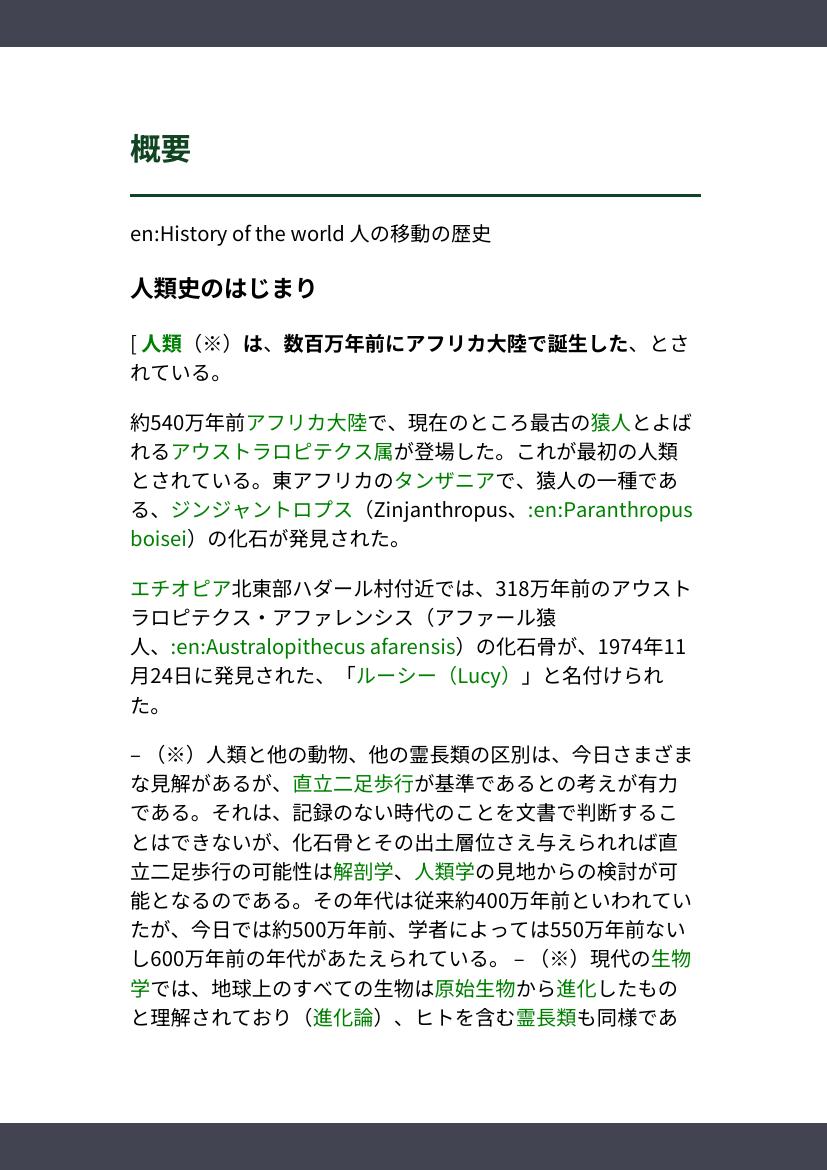 概要
en:History of the world 人の移動の歴史
人類史のはじまり
[ 人類（※）は、数百万年前にアフリカ大陸で誕生した、とさ
れている。
約540万年前アフリカ大陸で、現在のところ最古の猿人とよば
れるアウストラロピテクス属が登場した。これが最初の人類
とされている。東アフリカのタンザニアで、猿人の一種であ
る、ジンジャントロプス（Zinjanthropus、:en:Paranthropus
boisei）の化石が発見された。
エチオピア北東部ハダール村付近では、318万年前のアウスト
ラロピテクス・アファレンシス（アファール猿
人、:en:Australopithecus afarensis）の化石骨が、1974年11
月24日に発見された、「ルーシー（Lucy）」と名付けられ
た。
– （※）人類と他の動物、他の霊長類の区別は、今日さまざま
な見解があるが、直立二足歩行が基準であるとの考えが有力
である。それは、記録のない時代のことを文書で判断するこ
とはできないが、化石骨とその出土層位さえ与えられれば直
立二足歩行の可能性は解剖学、人類学の見地からの検討が可
能となるのである。その年代は従来約400万年前といわれてい
たが、今日では約500万年前、学者によっては550万年前ない
し600万年前の年代があたえられている。 – （※）現代の生物
学では、地球上のすべての生物は原始生物から進化したもの
と理解されており（進化論）、ヒトを含む霊長類も同様であ